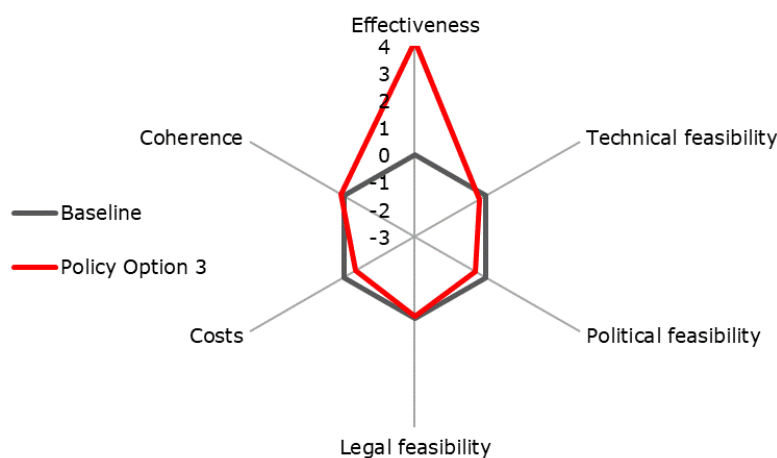 Effectiveness
4
3
2
1
0
-1
-2
-3
Technical feasibility
Political feasibility
Legal feasibility
Costs
Coherence
Baseline
Policy Option 3